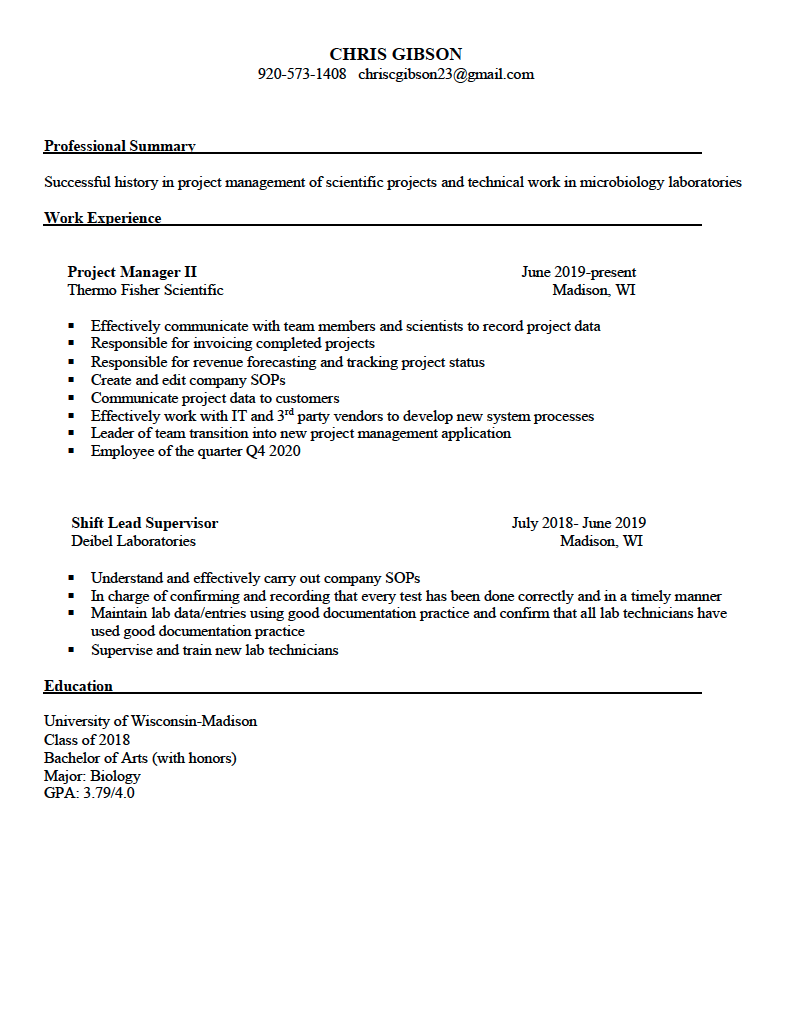 CHRIS GIBSON
920-573-1408 chriscgibson23@gmail.com
Professional Summary
Successful history in project management of scientific projects and technical work in microbiology laboratories
Work Experience
Project Manager II June 2019-present
Thermo Fisher Scientific Madison, WI
▪ Effectively communicate with team members and scientists to record project data
▪ Responsible for invoicing completed projects
▪ Responsible for revenue forecasting and tracking project status
▪ Create and edit company SOPs
▪ Communicate project data to customers
▪ Effectively work with IT and 3rd party vendors to develop new system processes
▪ Leader of team transition into new project management application
▪ Employee of the quarter Q4 2020
Shift Lead Supervisor July 2018- June 2019
Deibel Laboratories Madison, WI
▪ Understand and effectively carry out company SOPs
▪ In charge of confirming and recording that every test has been done correctly and in a timely manner
▪ Maintain lab data/entries using good documentation practice and confirm that all lab technicians have
used good documentation practice
▪ Supervise and train new lab technicians
Education
University of Wisconsin-Madison
Class of 2018
Bachelor of Arts (with honors)
Major: Biology
GPA: 3.79/4.0